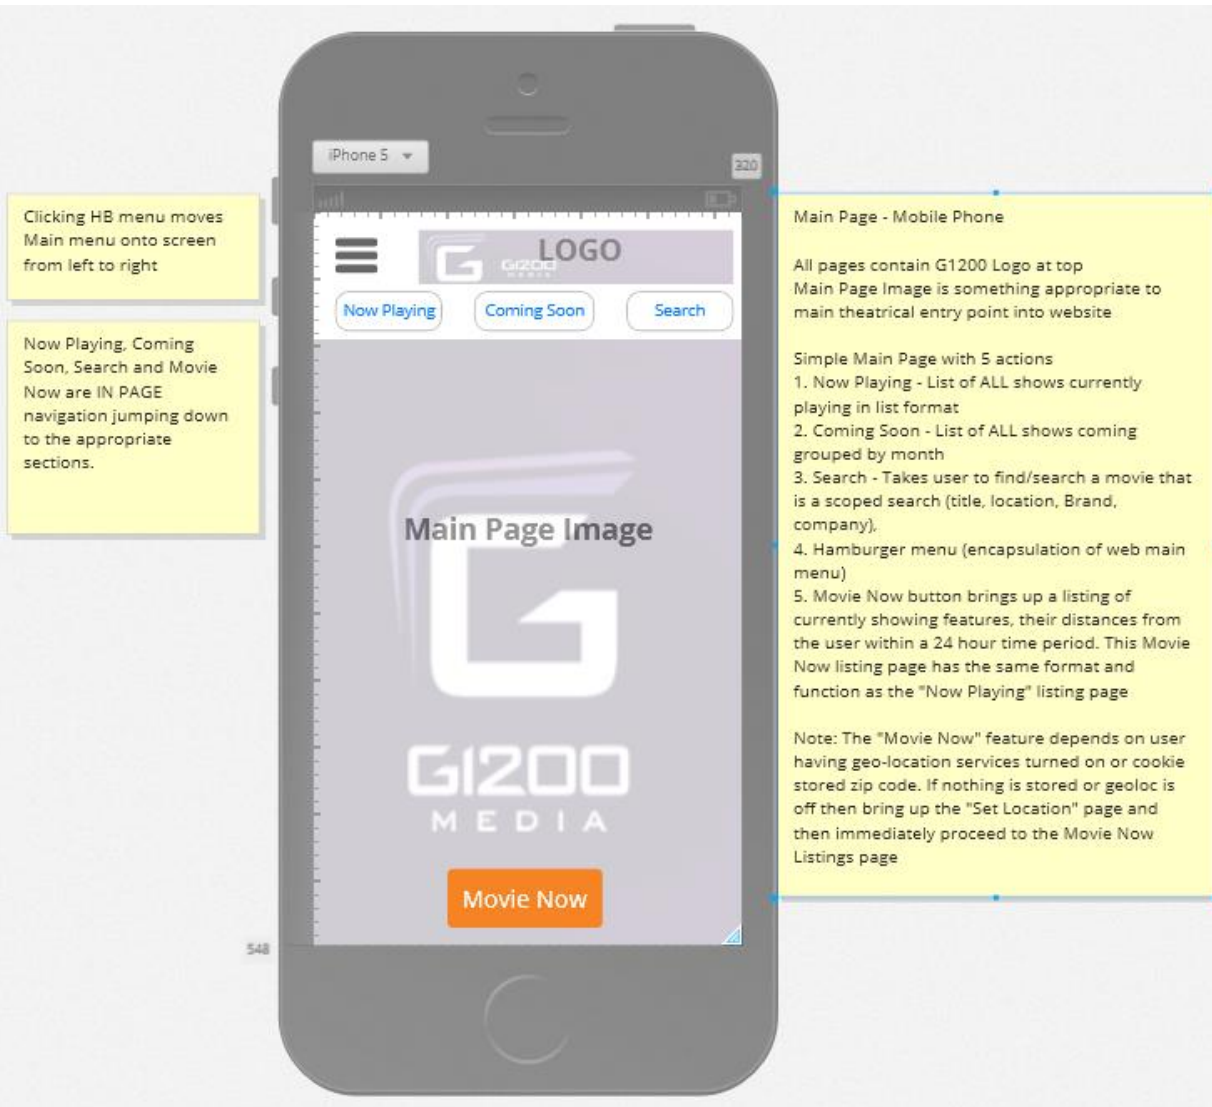 iPhone 5
320
Clicking HB menu moves
Main menu onto screen
from left to right
Now Playing, Coming
Soon, Search and Movie
Now are IN PAGE
navigation jumping down
to the appropriate
sections.
LOGO
G1200
MEDIA
Now Playing
Coming Soon
Search
Main Page Image
G1200
MEDIA
Movie Now
548
Main Page - Mobile Phone
All pages contain G1200 Logo at top
Main Page Image is something appropriate to
main theatrical entry point into website
Simple Main Page with 5 actions
1. Now Playing - List of ALL shows currently
playing in list format
2. Coming Soon - List of ALL shows coming
grouped by month
3. Search - Takes user to find/search a movie that
is a scoped search (title, location, Brand,
company),
4. Hamburger menu (encapsulation of web main
menu)
5. Movie Now button brings up a listing of
currently showing features, their distances from
the user within a 24 hour time period. This Movie
Now listing page has the same format and
function as the "Now Playing" listing page
Note: The "Movie Now" feature depends on user
having geo-location services turned on or cookie
stored zip code. If nothing is stored or geoloc is
off then bring up the "Set Location" page and
then immediately proceed to the Movie Now
Listings page